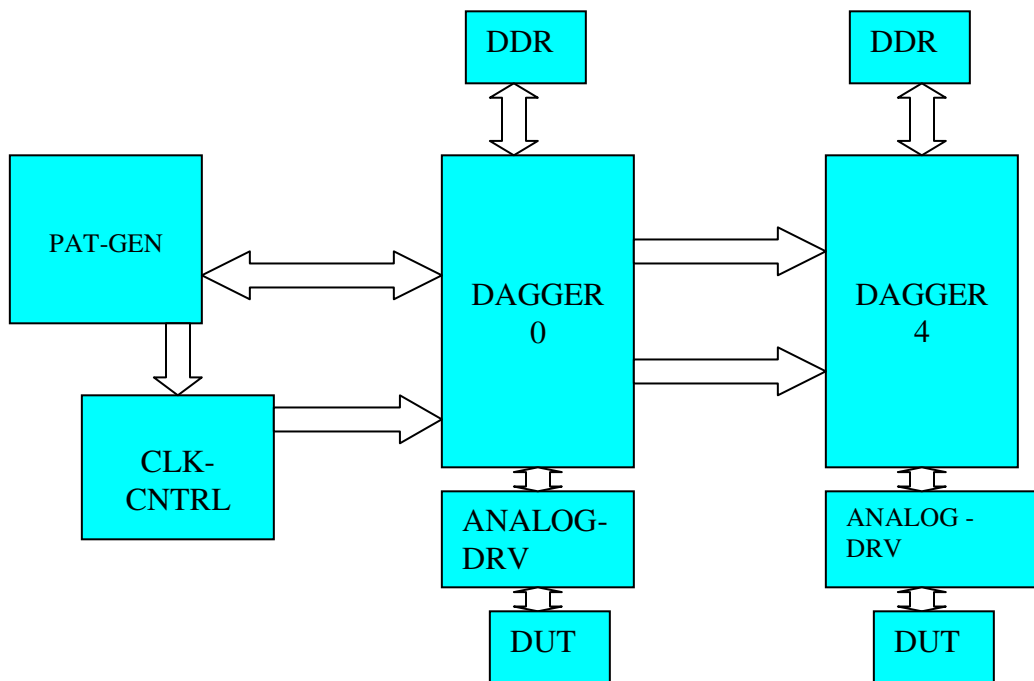 DDR
DDR
PAT-GEN
DAGGER
0
DAGGER
4
CLK-
CNTRL
ANALOG-
DRV
ANALOG -
DRV
DUT
DUT